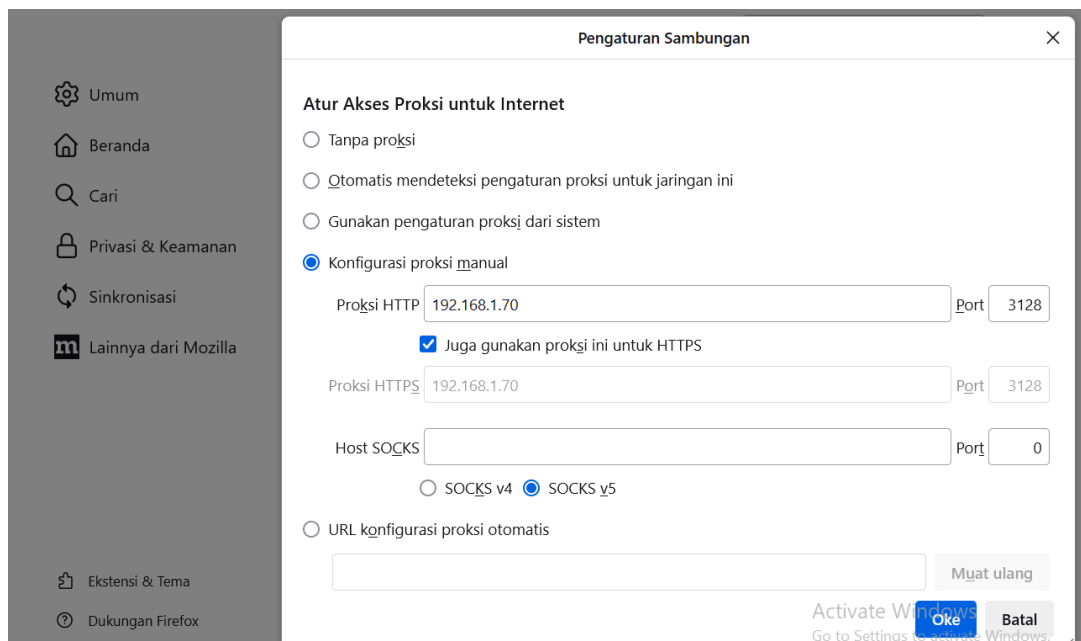 Pengaturan Sambungan
Umum
Beranda
Cari
Privasi & Keamanan
Sinkronisasi
Lainnya dari Mozilla
Ekstensi & Tema
Dukungan Firefox
Atur Akses Proksi untuk Internet
Tanpa proksi
Otomatis mendeteksi pengaturan proksi untuk jaringan ini
Gunakan pengaturan proksi dari sistem
Konfigurasi proksi manual
Proksi HTTP 192.168.1.70 Port 3128
Juga gunakan proksi ini untuk HTTPS
Proksi HTTPS 192.168.1.70 Port 3128
Host SOCKS Port 0
SOCKS v4 SOCKS v5
URL konfigurasi proksi otomatis
Muat ulang
Oke Batal
Activate Windows
Go to Settings to activate Windows.